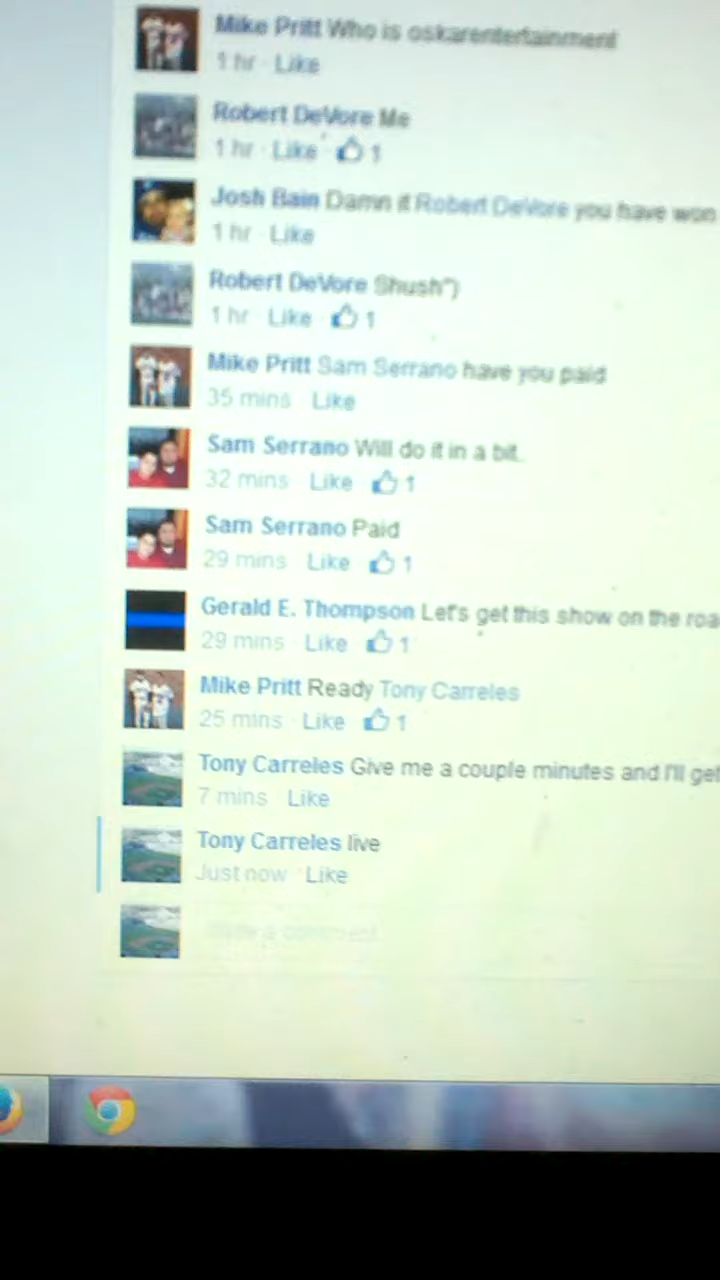 Mike Pritt Who is oskarentertainment
1 hr · Like
Robert DeVore Me
1 hr · Like · 1
Josh Bain Damn it Robert DeVore you have won
1 hr · Like
Robert DeVore Shush")
1 hr · Like · 1
Mike Pritt Sam Serrano have you paid
35 mins · Like
Sam Serrano Will do it in a bit.
32 mins · Like · 1
Sam Serrano Paid
29 mins · Like · 1
Gerald E. Thompson Let's get this show on the roa
29 mins · Like · 1
Mike Pritt Ready Tony Carreles
25 mins · Like · 1
Tony Carreles Give me a couple minutes and I'll get
7 mins · Like
Tony Carreles live
Just now · Like
a comment